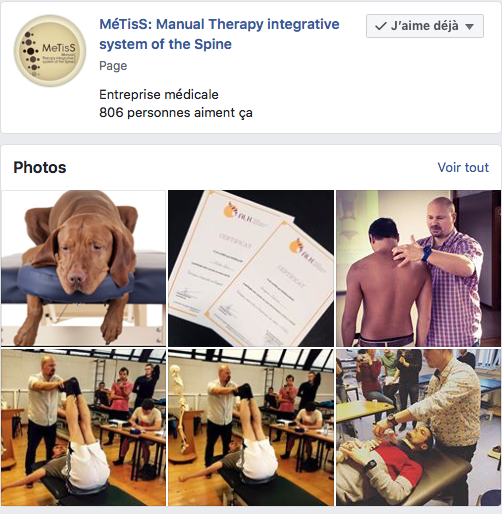 MéTisS: Manual Therapy integrative
system of the Spine
J'aime déjà
Page
Entreprise médicale
806 personnes aiment ça
MeTisS
Photos
Voir tout
CERTIFICAT
CERTIFICAT